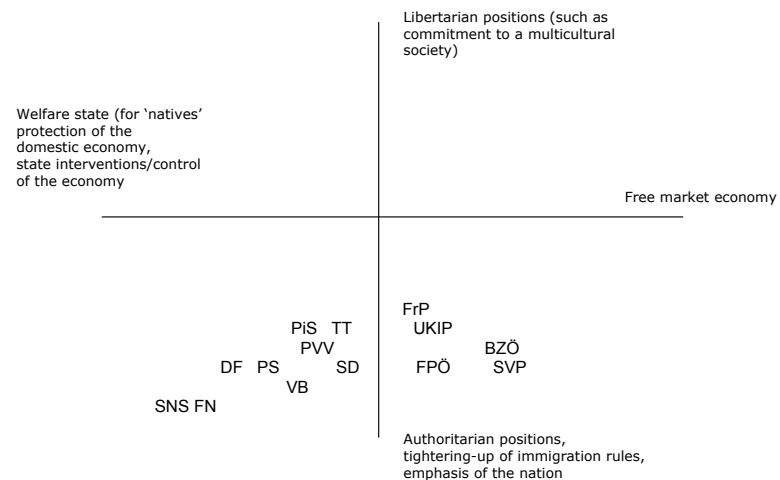 Libertarian positions (such as
commitment to a multicultural
society)
Welfare state (for ‘natives’
protection of the
domestic economy,
state interventions/control
of the economy
Free market economy
FrP
PiS TT UKIP
PVV BZÖ
DF PS SD FPÖ SVP
VB
SNS FN
Authoritarian positions,
tightering-up of immigration rules,
emphasis of the nation